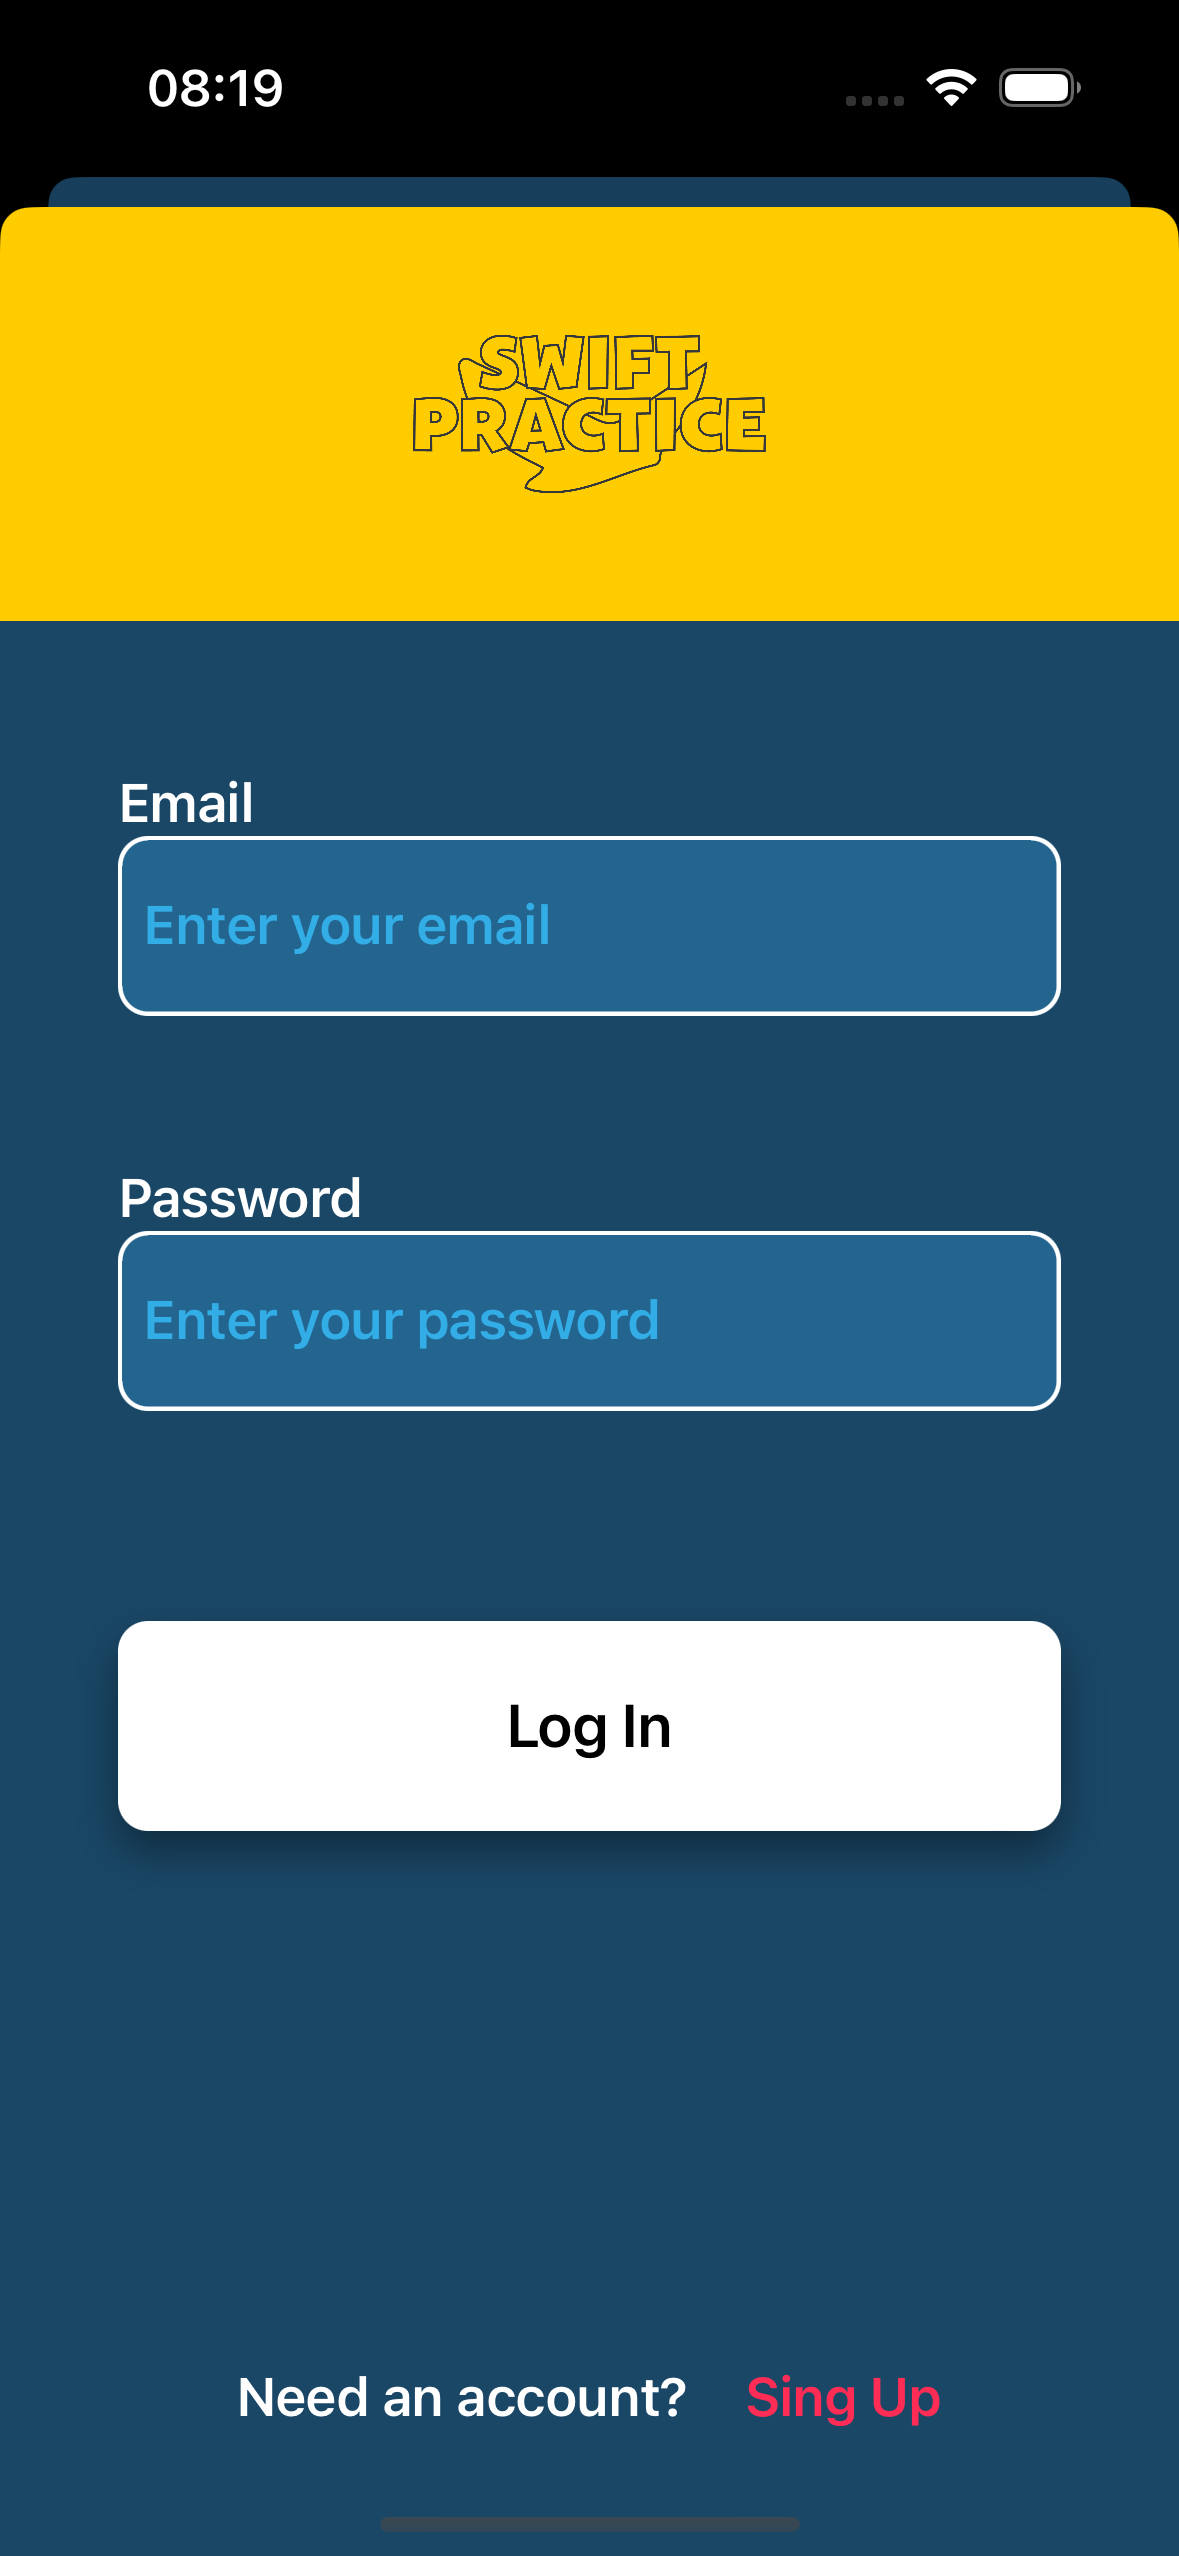 08:19
SWIFT
PRACTICE
Email
Enter your email
Password
Enter your password
Log In
Need an account? Sing Up